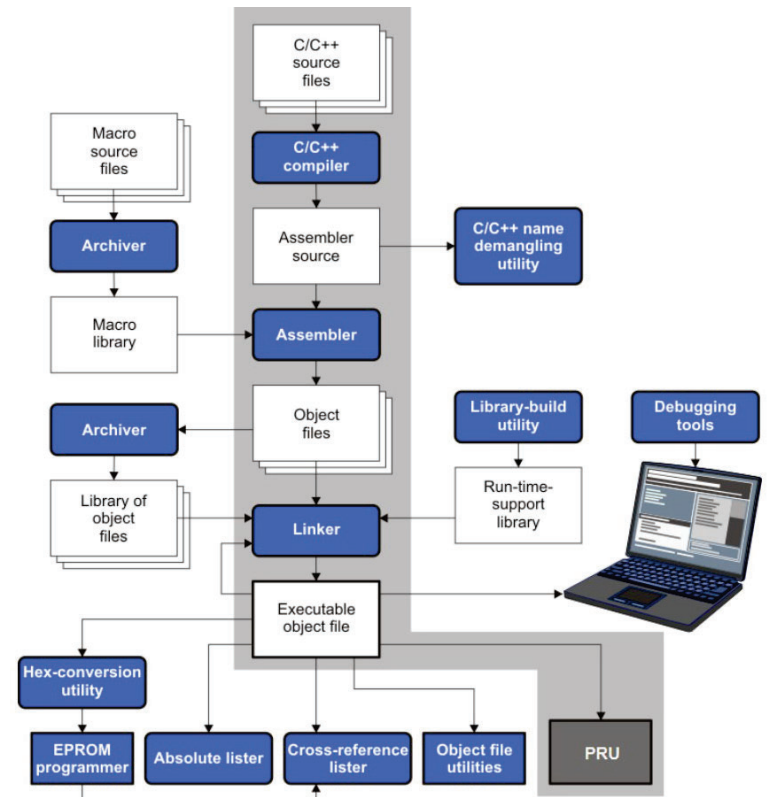 C/C++
source
files
Macro
source
files
C/C++
compiler
Archiver
Assembler
source
C/C++ name
demangling
utility
Macro
library
Assembler
Archiver
Object
files
Library-build
utility
Debugging
tools
Library of
object
files
Linker
Run-time-
support
library
Executable
object file
Hex-conversion
utility
EPROM
programmer
Absolute lister
Cross-reference
lister
Object file
utilities
PRU